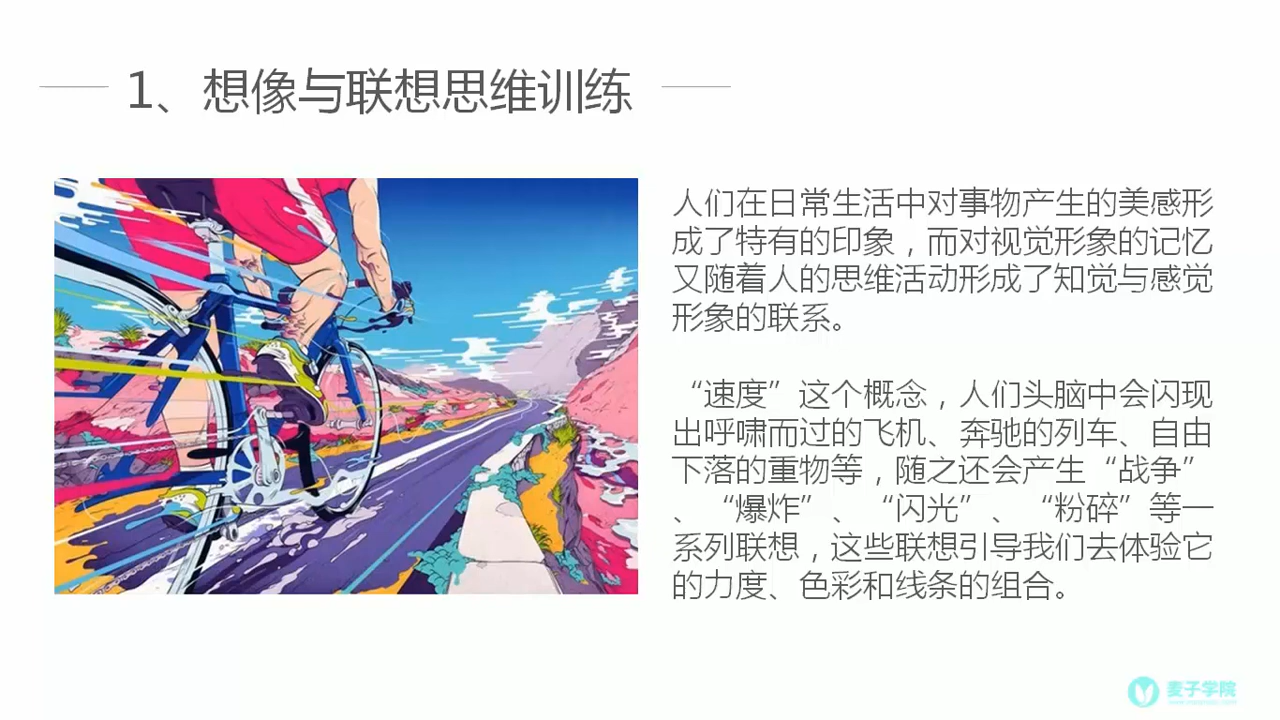 1、想像与联想思维训练
人们在日常生活中对事物产生的美感形
成了特有的印象，而对视觉形象的记忆
又随着人的思维活动形成了知觉与感觉
形象的联系。
“速度”这个概念，人们头脑中会闪现
出呼啸而过的飞机、奔驰的列车、自由
下落的重物等，随之还会产生“战争”
、“爆炸”、“闪光”、“粉碎”等一
系列联想，这些联想引导我们去体验它
的力度、色彩和线条的组合。
麦子学院